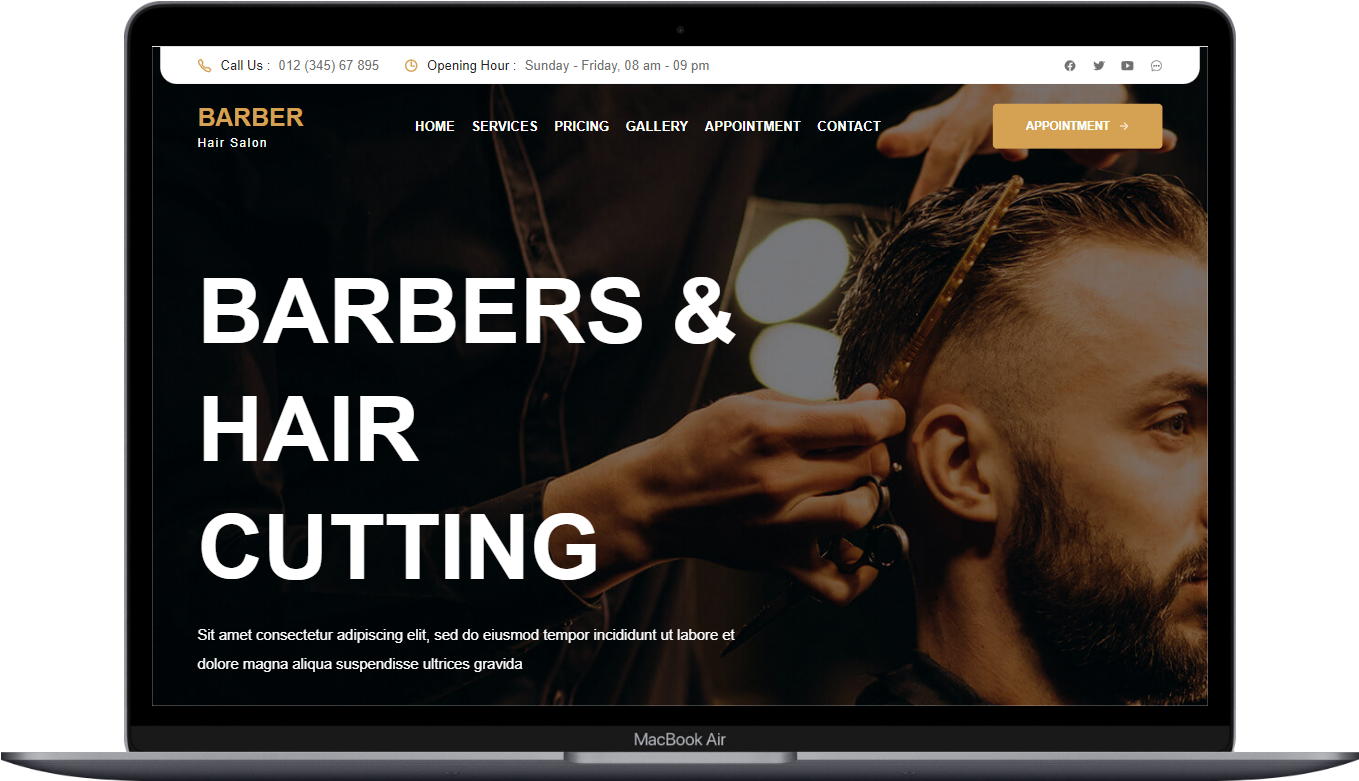 Call Us : 012 (345) 67 895 Opening Hour : Sunday - Friday, 08 am - 09 pm
BARBER
Hair Salon
HOME SERVICES PRICING GALLERY APPOINTMENT CONTACT
APPOINTMENT →
BARBERS &
HAIR
CUTTING
Sit amet consectetur adipiscing elit, sed do eiusmod tempor incididunt ut labore et
dolore magna aliqua suspendisse ultrices gravida
MacBook Air